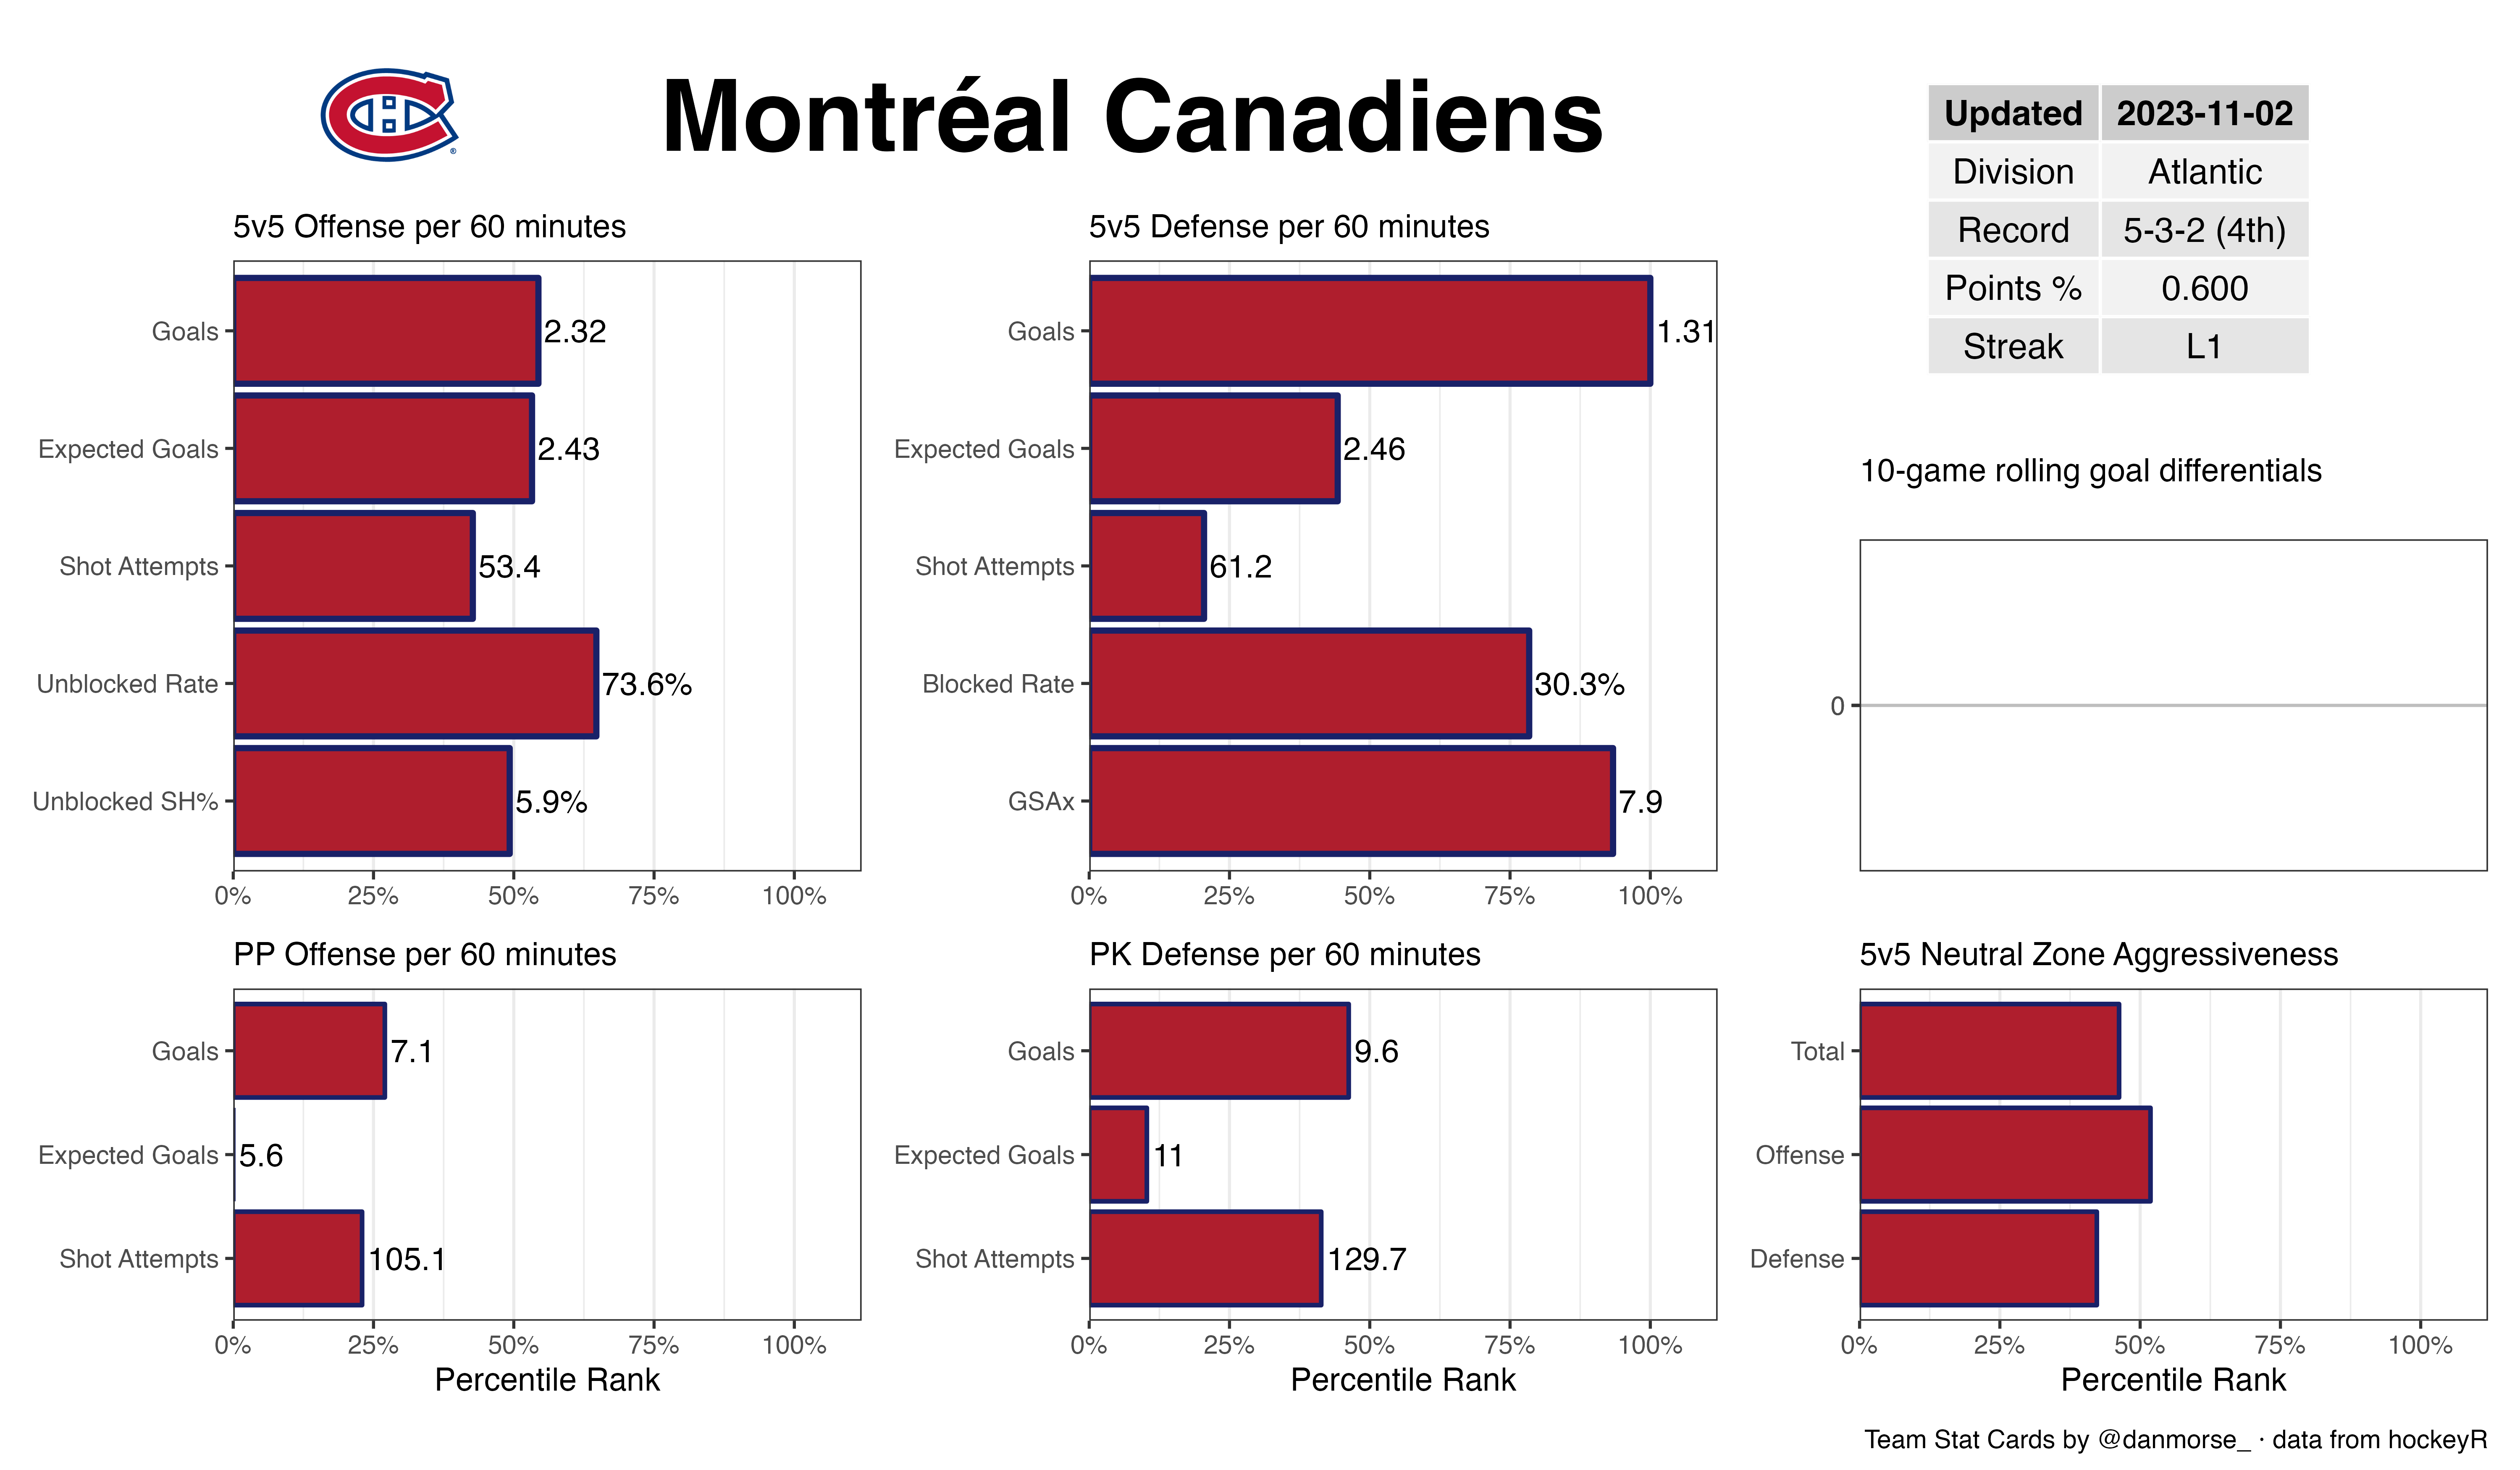 Montréal Canadiens
Updated 2023-11-02
Division Atlantic
Record 5-3-2 (4th)
Points % 0.600
Streak L1
5v5 Offense per 60 minutes
Goals 2.32
Expected Goals 2.43
Shot Attempts 53.4
Unblocked Rate 73.6%
Unblocked SH% 5.9%
0% 25% 50% 75% 100%
5v5 Defense per 60 minutes
Goals 1.31
Expected Goals 2.46
Shot Attempts 61.2
Blocked Rate 30.3%
GSAx 7.9
0% 25% 50% 75% 100%
10-game rolling goal differentials
0
PP Offense per 60 minutes
Goals 7.1
Expected Goals 5.6
Shot Attempts 105.1
0% 25% 50% 75% 100%
Percentile Rank
PK Defense per 60 minutes
Goals 9.6
Expected Goals 11
Shot Attempts 129.7
0% 25% 50% 75% 100%
Percentile Rank
5v5 Neutral Zone Aggressiveness
Total
Offense
Defense
0% 25% 50% 75% 100%
Percentile Rank
Team Stat Cards by @danmorse_ · data from hockeyR